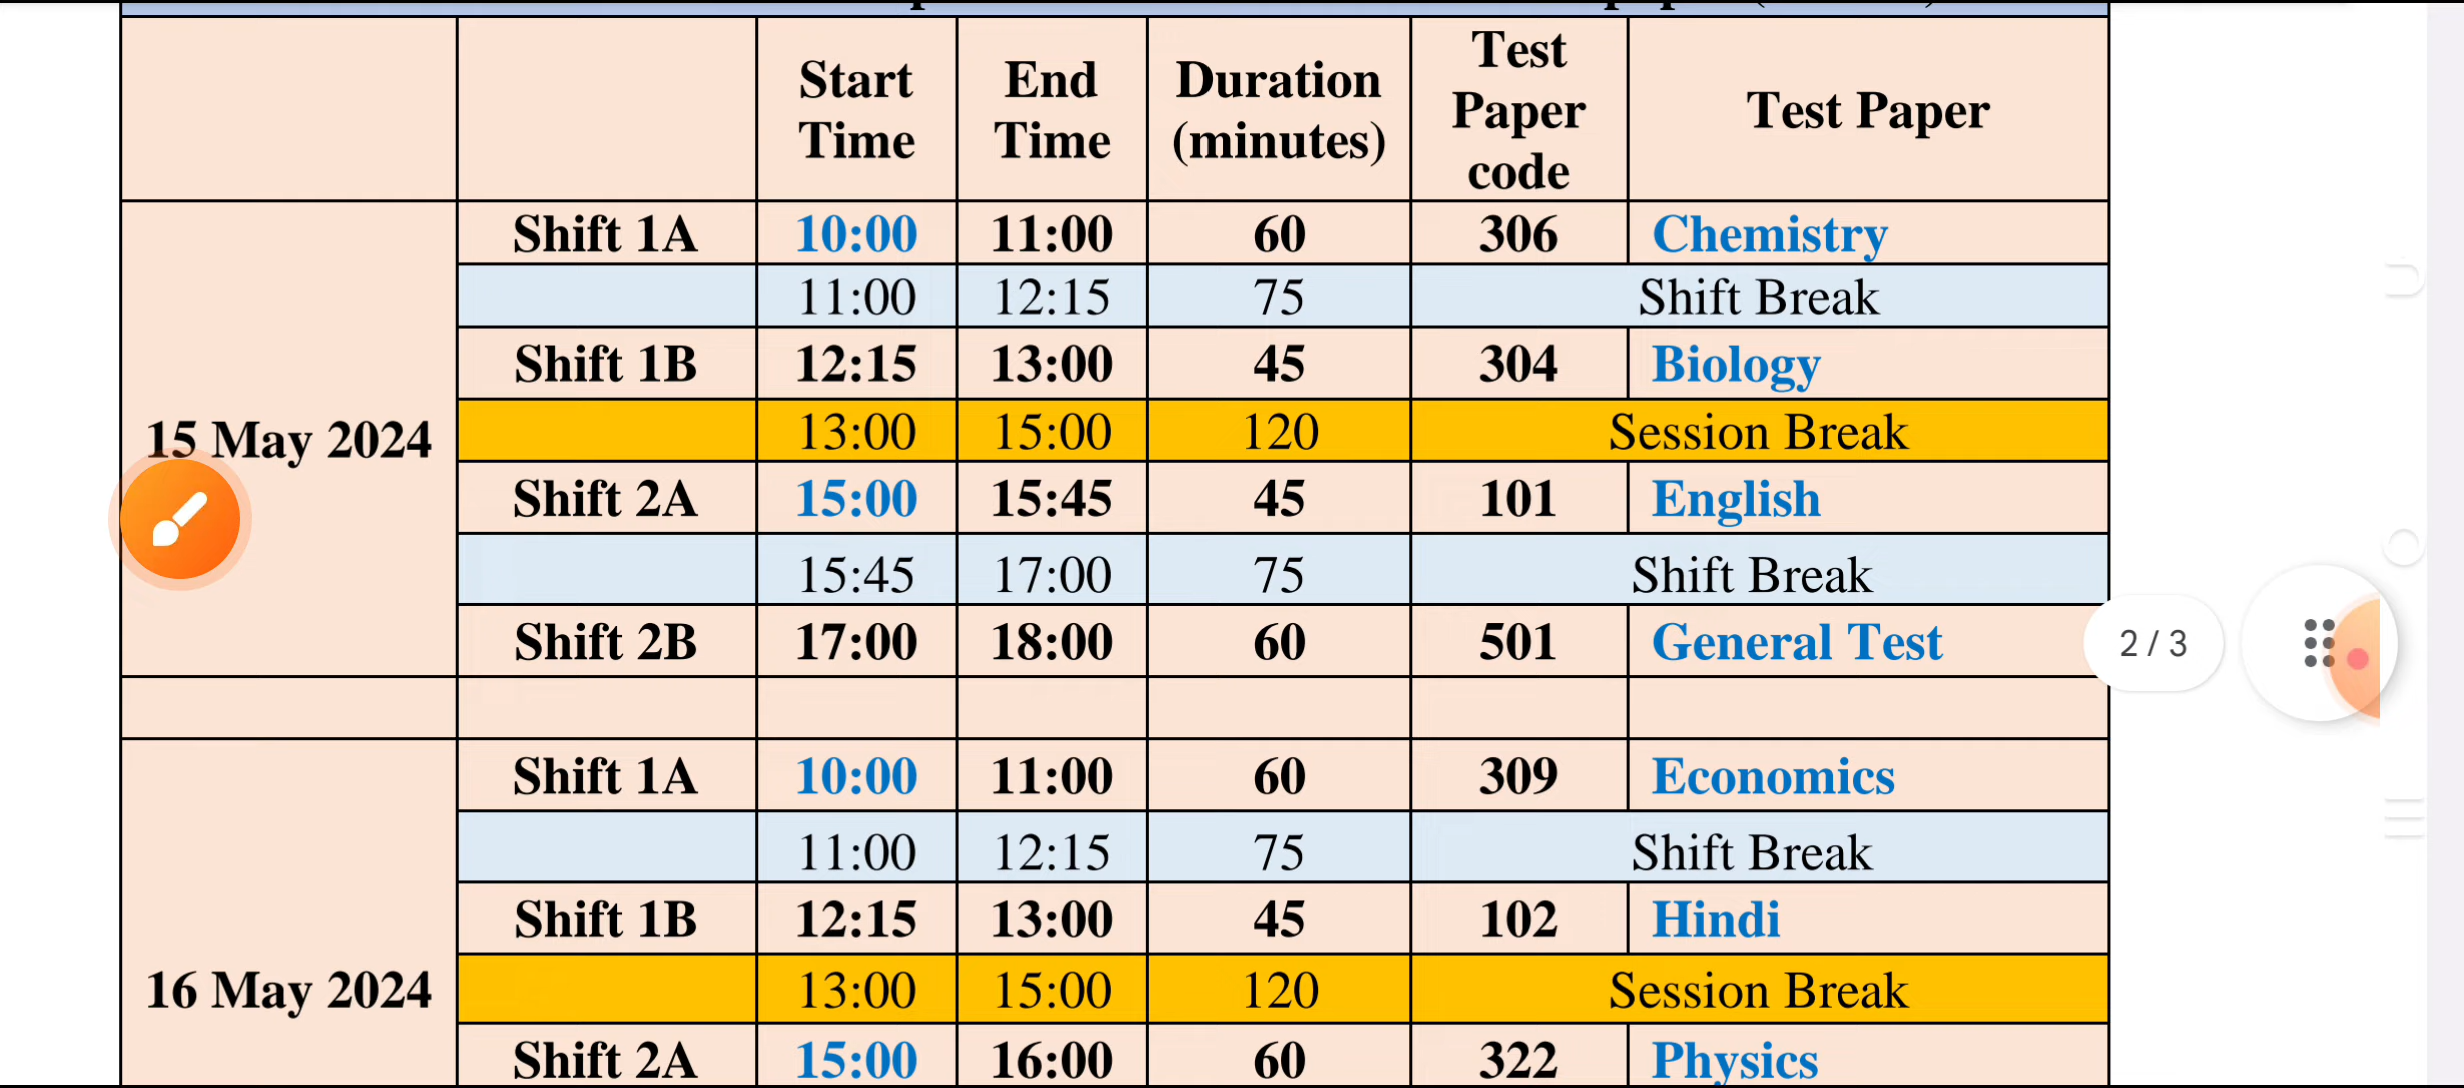 Start Time End Time Duration (minutes) Test Paper code Test Paper
15 May 2024
Shift 1A 10:00 11:00 60 306 Chemistry
11:00 12:15 75 Shift Break
Shift 1B 12:15 13:00 45 304 Biology
13:00 15:00 120 Session Break
Shift 2A 15:00 15:45 45 101 English
15:45 17:00 75 Shift Break
Shift 2B 17:00 18:00 60 501 General Test
2 / 3
16 May 2024
Shift 1A 10:00 11:00 60 309 Economics
11:00 12:15 75 Shift Break
Shift 1B 12:15 13:00 45 102 Hindi
13:00 15:00 120 Session Break
Shift 2A 15:00 16:00 60 322 Physics